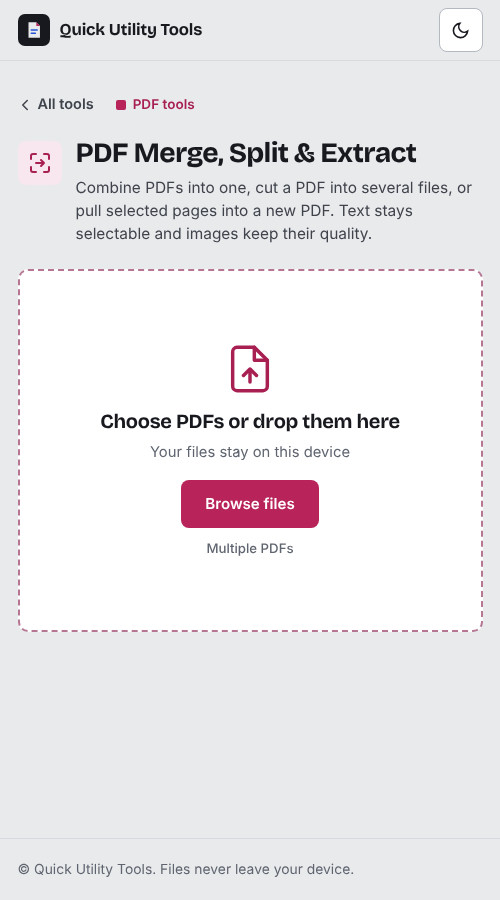 Quick Utility Tools
All tools
PDF tools
PDF Merge, Split & Extract
Combine PDFs into one, cut a PDF into several files, or
pull selected pages into a new PDF. Text stays
selectable and images keep their quality.
Choose PDFs or drop them here
Your files stay on this device
Browse files
Multiple PDFs
© Quick Utility Tools. Files never leave your device.